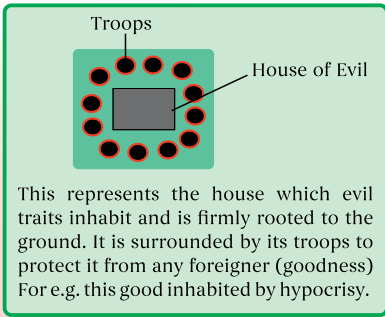 Troops
House of Evil
This represents the house which evil
traits inhabit and is firmly rooted to the
ground. It is surrounded by its troops to
protect it from any foreigner (goodness)
For e.g. this good inhabited by hypocrisy.